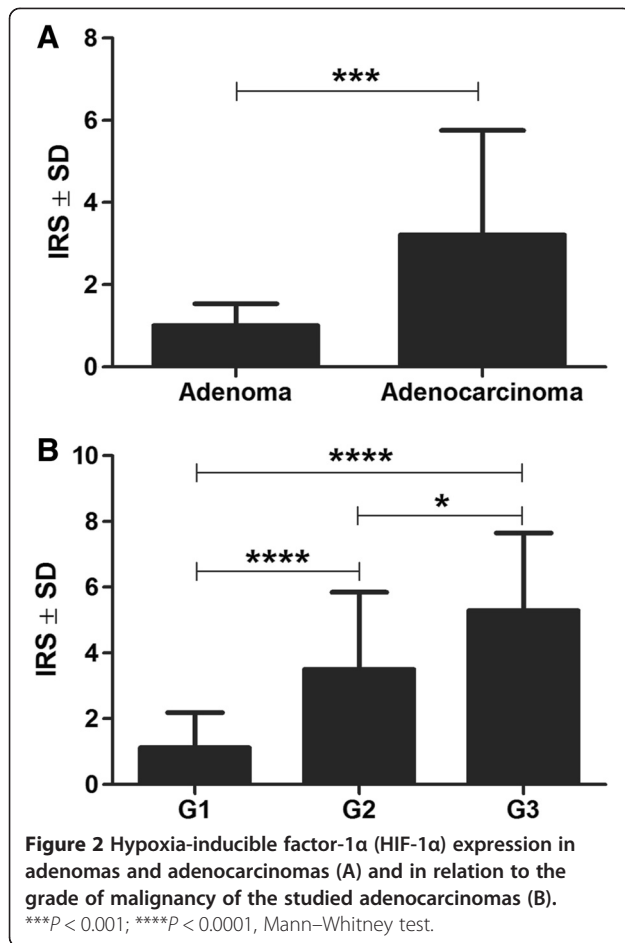 A
8
6
4
2
0
IRS ± SD
***
Adenoma
Adenocarcinoma
B
10
8
6
4
2
0
IRS ± SD
****
*
****
G1
G2
G3
Figure 2 Hypoxia-inducible factor-1α (HIF-1α) expression in
adenomas and adenocarcinomas (A) and in relation to the
grade of malignancy of the studied adenocarcinomas (B).
***P < 0.001; ****P < 0.0001, Mann–Whitney test.